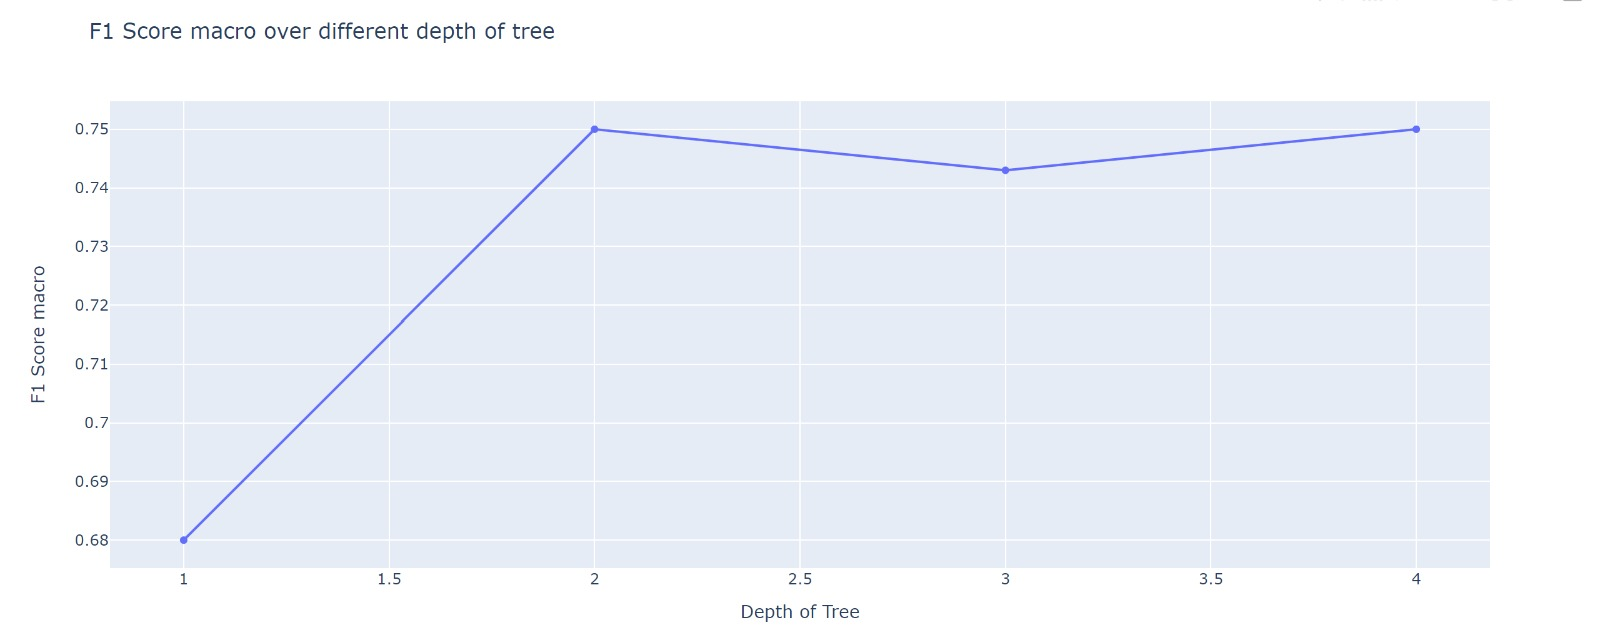 F1 Score macro over different depth of tree
0.75
0.74
0.73
0.72
0.71
0.7
0.69
0.68
F1 Score macro
1 1.5 2 2.5 3 3.5 4
Depth of Tree